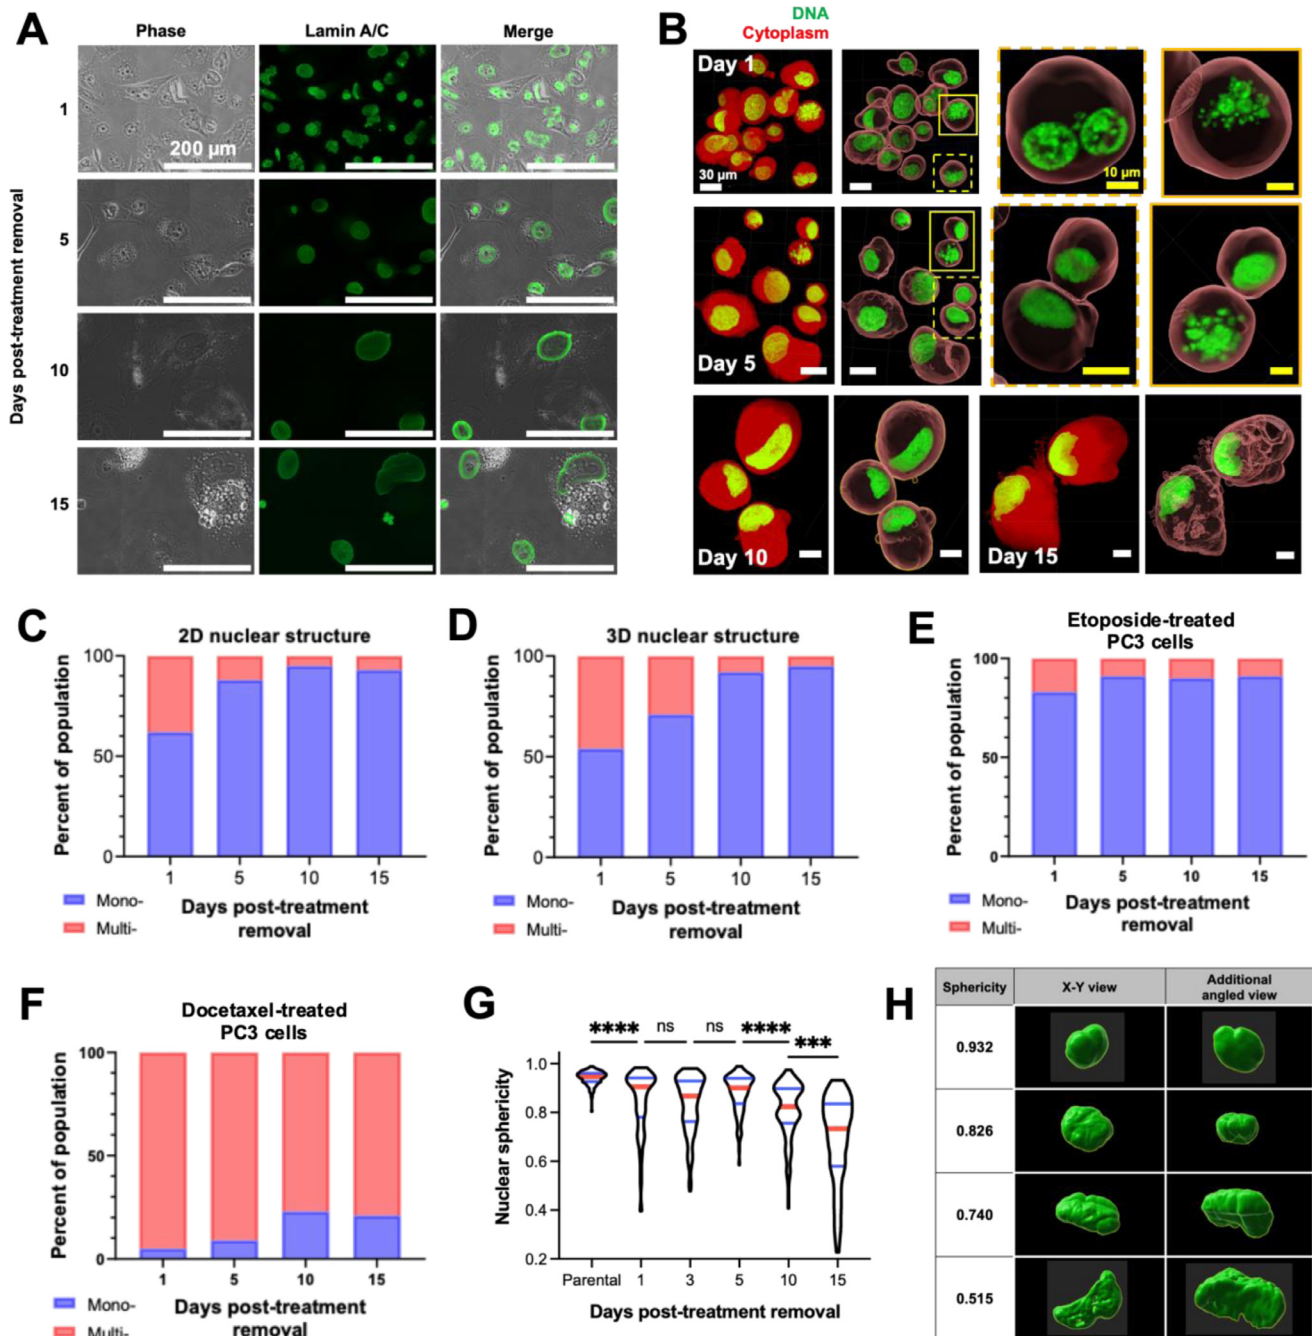 A
Phase
Lamin A/C
Merge
Days post-treatment removal
1
200 µm
5
10
15
B
DNA
Cytoplasm
Day 1
30 µm
10 µm
Day 5
Day 10
Day 15
C
2D nuclear structure
Percent of population
100
50
0
1 5 10 15
Days post-treatment
removal
Mono-
Multi-
D
3D nuclear structure
Percent of population
100
50
0
1 5 10 15
Days post-treatment
removal
Mono-
Multi-
E
Etoposide-treated
PC3 cells
Percent of population
100
50
0
1 5 10 15
Days post-treatment
removal
Mono-
Multi-
F
Docetaxel-treated
PC3 cells
Percent of population
100
50
0
1 5 10 15
Days post-treatment
removal
Mono-
Multi-
G
**** ns ns **** ***
Nuclear sphericity
1.0
0.8
0.6
0.4
0.2
Parental 1 3 5 10 15
Days post-treatment removal
H
Sphericity X-Y view Additional
angled view
0.932
0.826
0.740
0.515